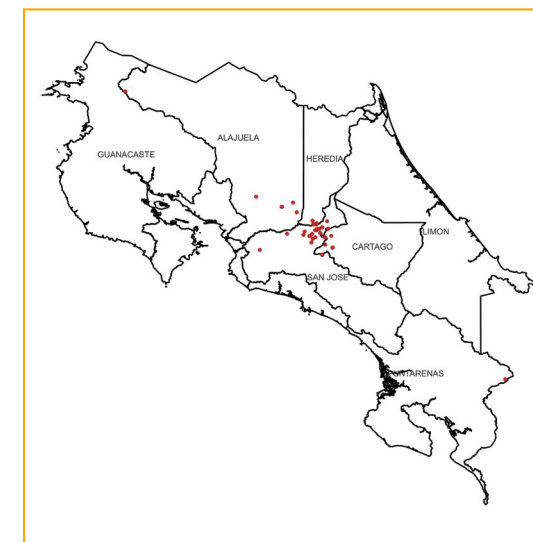 ALAJUELA
GUANACASTE
HEREDIA
LIMON
CARTAGO
SAN JOSE
PUNTARENAS